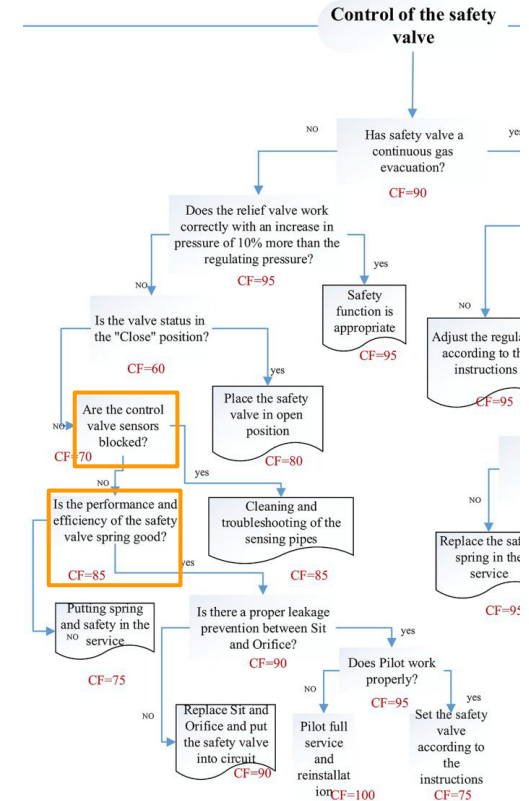 Control of the safety
valve
NO
Has safety valve a
continuous gas
evacuation?
CF=90
Does the relief valve work
correctly with an increase in
pressure of 10% more than the
regulating pressure?
CF=95
yes
NO
Safety
function is
appropriate
CF=95
NO
Adjust the
according to
instructions
CF=95
Is the valve status in
the "Close" position?
CF=60
yes
Place the safety
valve in open
position
CF=80
NO
Are the control
valve sensors
blocked?
CF=70
yes
NO
Cleaning and
troubleshooting of the
sensing pipes
CF=85
Is the performance and
efficiency of the safety
valve spring good?
CF=85
yes
NO
Replace the
spring in the
service
CF=95
Putting spring
and safety in the
NO
service
CF=75
Is there a proper leakage
prevention between Sit
and Orifice?
CF=90
yes
NO
Replace Sit and
Orifice and put
the safety valve
into circuit
CF=90
Does Pilot work
properly?
CF=95
NO
yes
Pilot full
service
and
reinstallat
ion
CF=100
Set the safety
valve
according to
the
instructions
CF=75